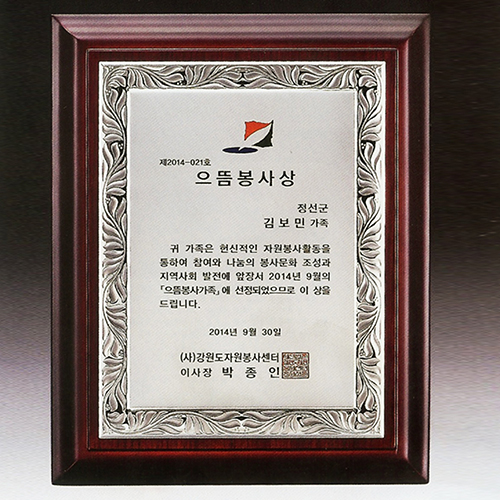 제2014-021호
으뜸봉사상
정선군
김보민 가족
귀 가족은 헌신적인 자원봉사활동을
통하여 참여와 나눔의 봉사문화 조성과
지역사회 발전에 앞장서 2014년 9월의
「으뜸봉사가족」에 선정되었으므로 이 상을
드립니다.
2014년 9월 30일
(사)강원도자원봉사센터
이사장 박종인